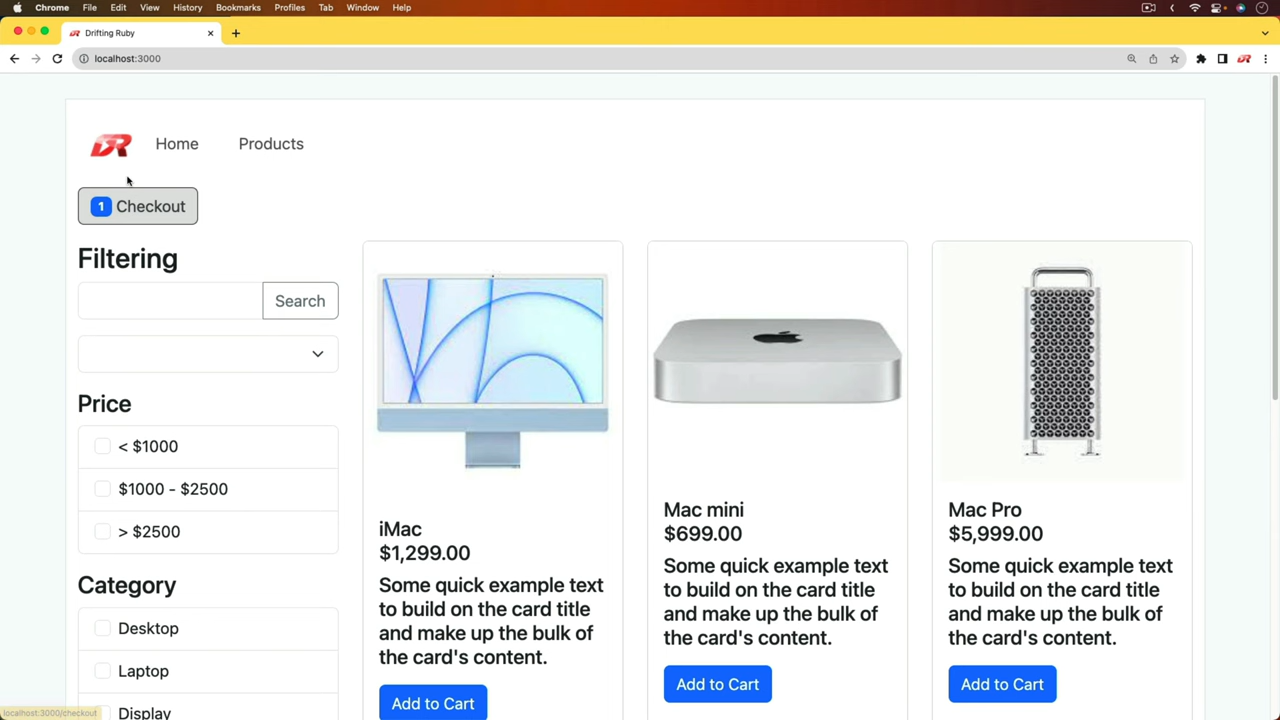 Chrome File Edit View History Bookmarks Profiles Tab Window Help
Drifting Ruby
localhost:3000
DR Home Products
1 Checkout
Filtering
Search
Price
< $1000
$1000 - $2500
> $2500
Category
Desktop
Laptop
Display
iMac
$1,299.00
Some quick example text
to build on the card title
and make up the bulk of
the card's content.
Add to Cart
Mac mini
$699.00
Some quick example text
to build on the card title
and make up the bulk of
the card's content.
Add to Cart
Mac Pro
$5,999.00
Some quick example text
to build on the card title
and make up the bulk of
the card's content.
Add to Cart
localhost:3000/checkout